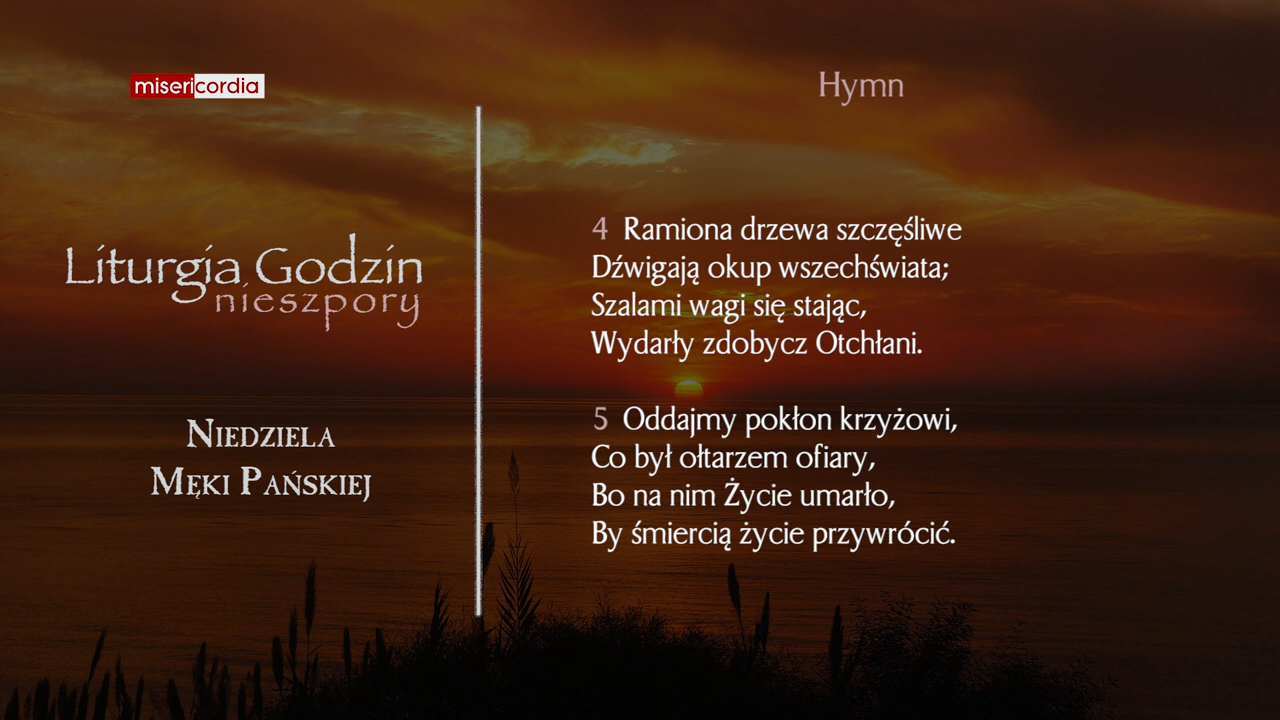 misericordia
Hymn
Liturgia Godzin
nieszpory
Niedziela
Męki Pańskiej
4 Ramiona drzewa szczęśliwe
Dźwigają okup wszechświata;
Szalami wagi się stając,
Wydarły zdobycz Otchłani.
5 Oddajmy pokłon krzyżowi,
Co był ołtarzem ofiary,
Bo na nim Życie umarło,
By śmiercią życie przywrócić.